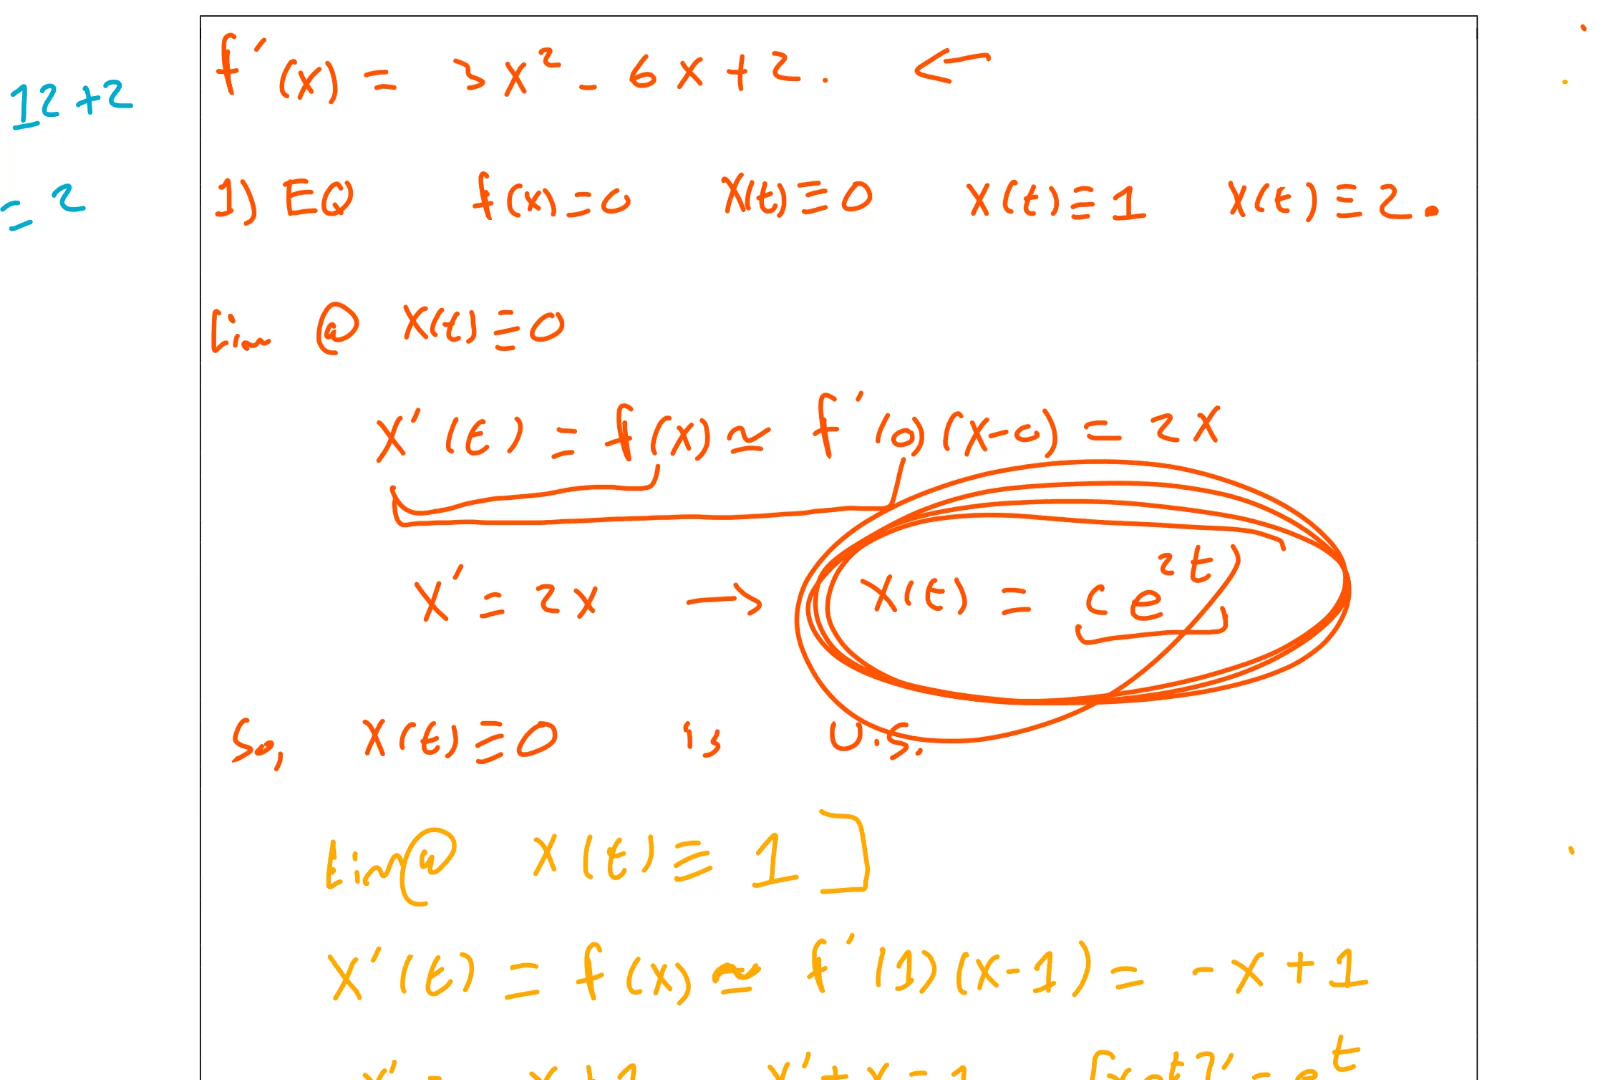 f'(x) = 3x² - 6x + 2. ←
12 + 2
= 2
1) EQ f(x) = 0 x(t) ≡ 0 x(t) ≡ 1 x(t) ≡ 2.
Lin @ x(t) ≡ 0
x'(t) = f(x) ≃ f'(0)(x-0) = 2x
x' = 2x → x(t) = ce^{2t}
So, x(t) ≡ 0 is U.S.
Lin @ x(t) ≡ 1]
x'(t) = f(x) ≃ f'(1)(x-1) = -x + 1